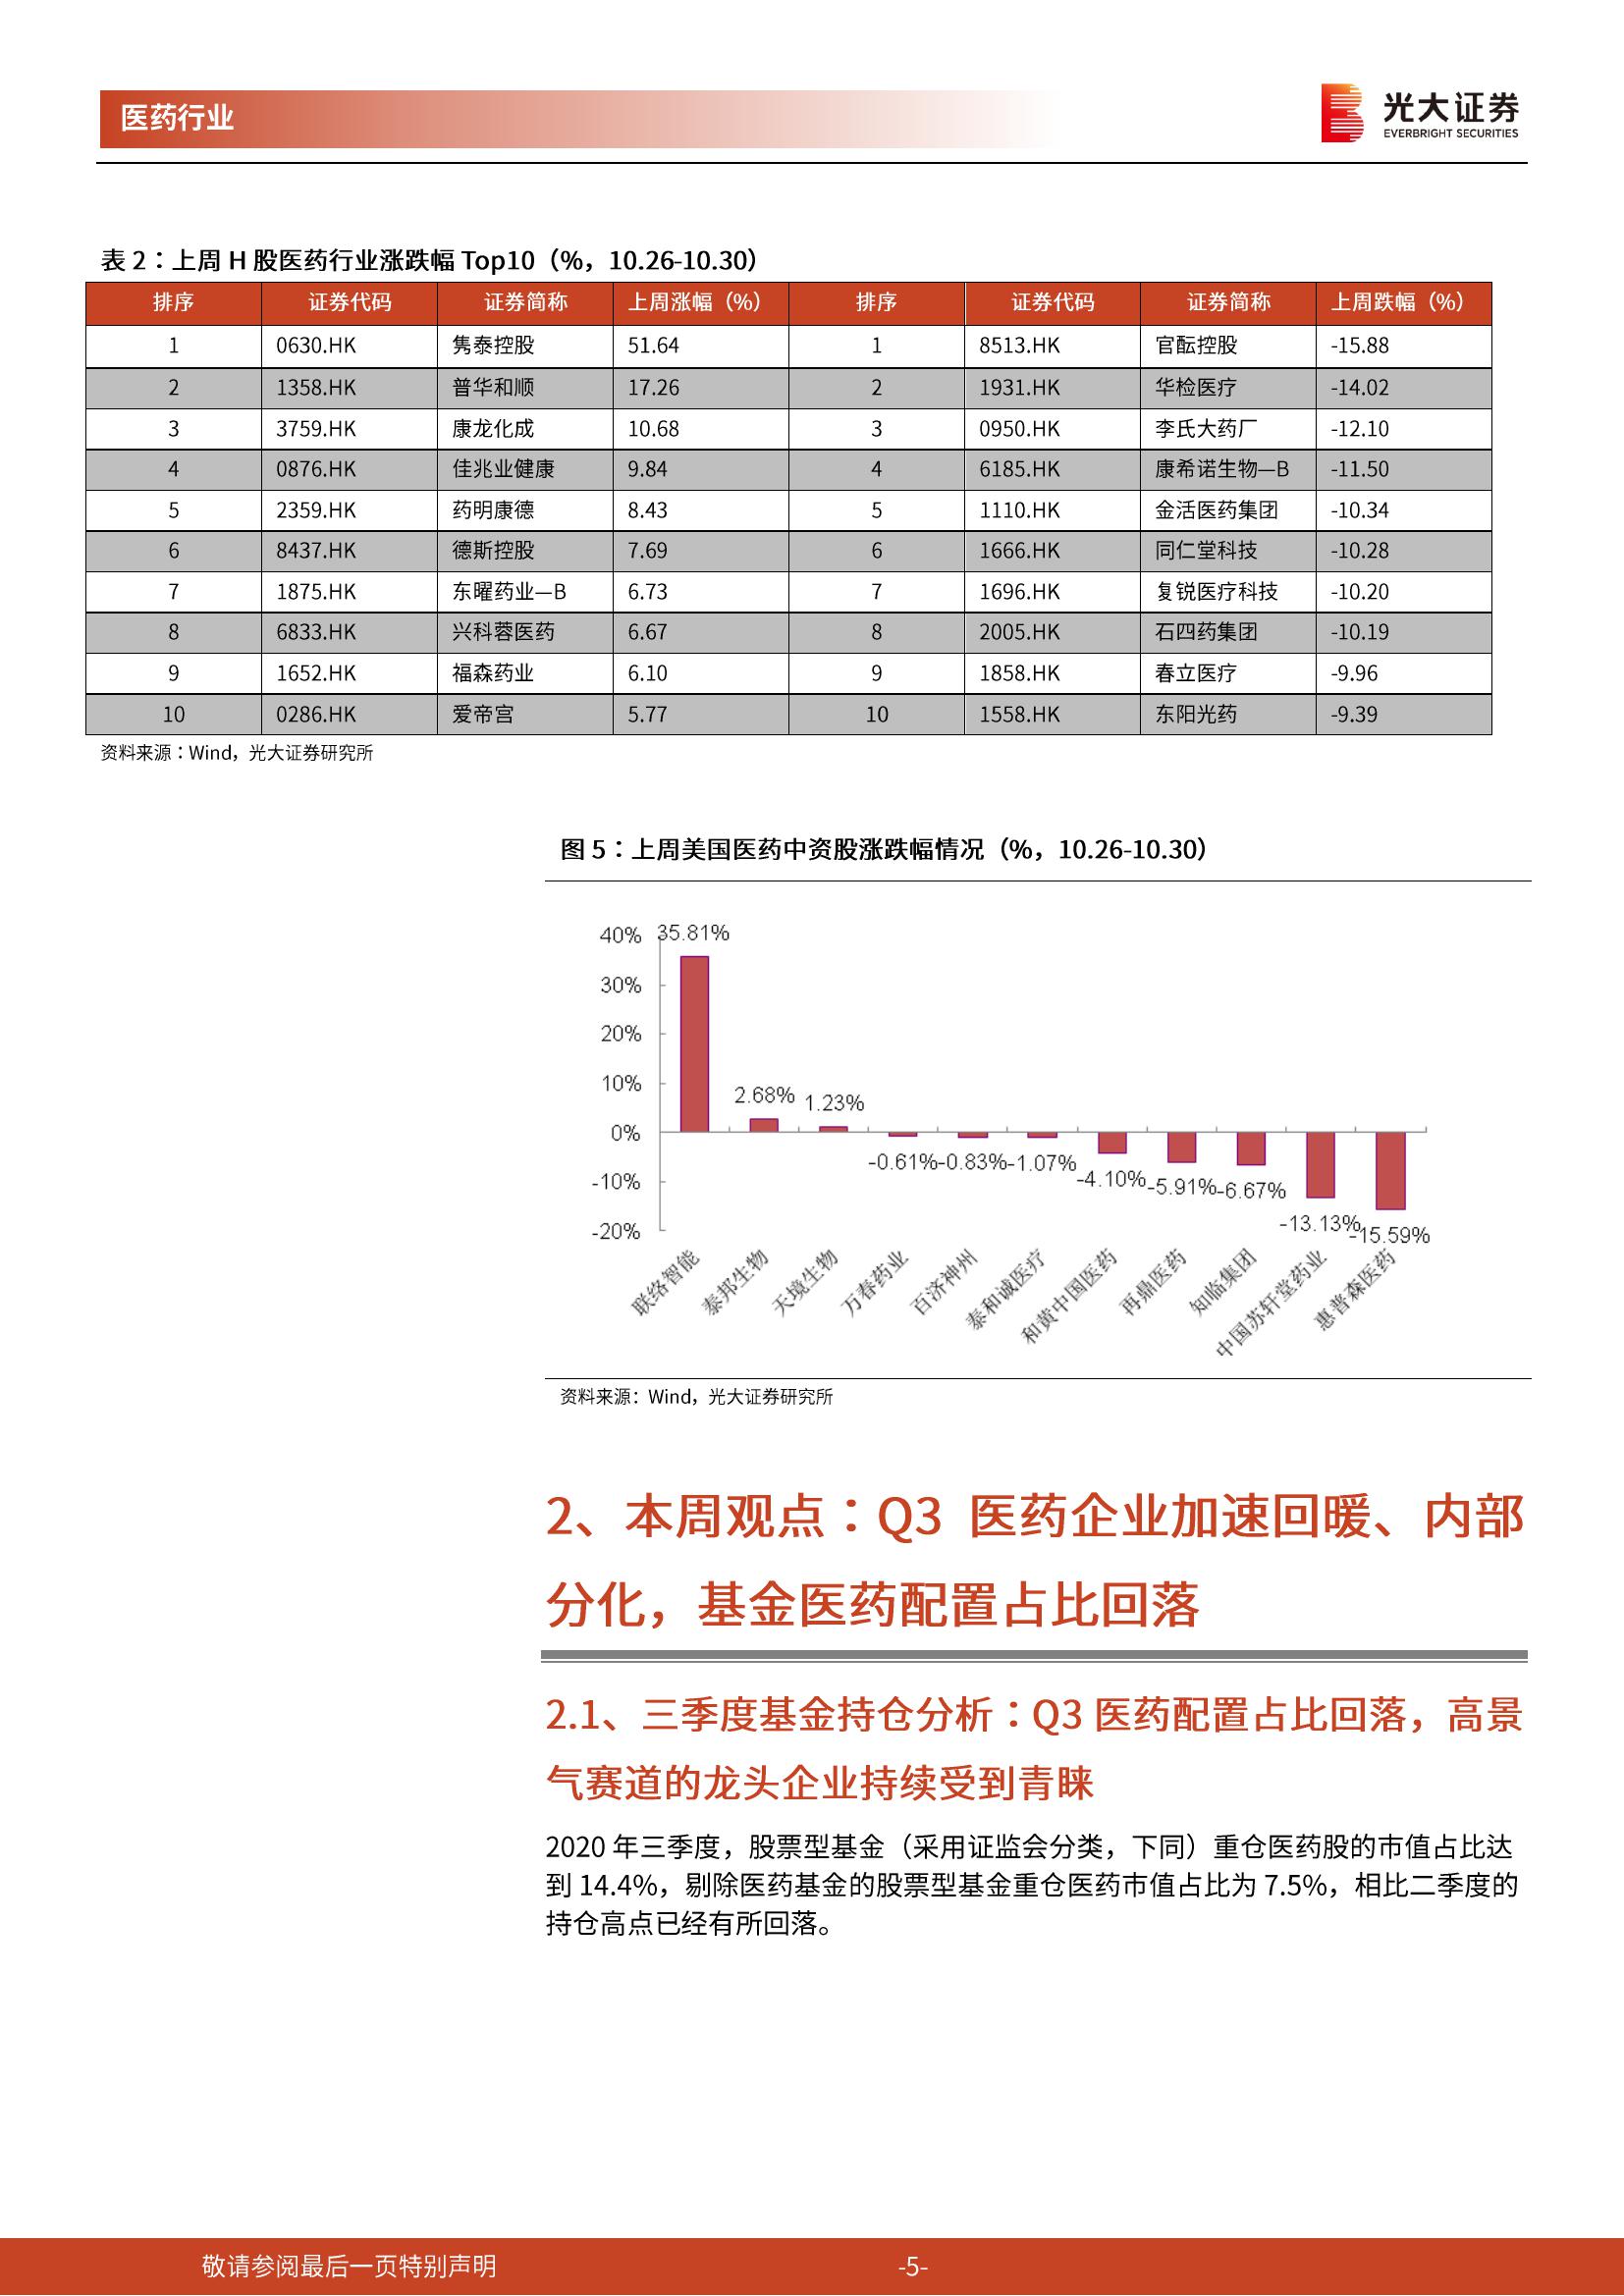 医药行业
光大证券
EVERBRIGHT SECURITIES
表 2：上周 H 股医药行业涨跌幅 Top10（%，10.26-10.30）
排序 证券代码 证券简称 上周涨幅（%） 排序 证券代码 证券简称 上周跌幅（%）
1 0630.HK 隽泰控股 51.64 1 8513.HK 官酝控股 -15.88
2 1358.HK 普华和顺 17.26 2 1931.HK 华检医疗 -14.02
3 3759.HK 康龙化成 10.68 3 0950.HK 李氏大药厂 -12.10
4 0876.HK 佳兆业健康 9.84 4 6185.HK 康希诺生物—B -11.50
5 2359.HK 药明康德 8.43 5 1110.HK 金活医药集团 -10.34
6 8437.HK 德斯控股 7.69 6 1666.HK 同仁堂科技 -10.28
7 1875.HK 东曜药业—B 6.73 7 1696.HK 复锐医疗科技 -10.20
8 6833.HK 兴科蓉医药 6.67 8 2005.HK 石四药集团 -10.19
9 1652.HK 福森药业 6.10 9 1858.HK 春立医疗 -9.96
10 0286.HK 爱帝宫 5.77 10 1558.HK 东阳光药 -9.39
资料来源：Wind，光大证券研究所
图 5：上周美国医药中资股涨跌幅情况（%，10.26-10.30）
40% 35.81%
30%
20%
10% 2.68% 1.23%
0%
-0.61% -0.83% -1.07% -4.10% -5.91% -6.67% -13.13% -15.59%
-10%
-20%
联络智能 泰邦生物 天境生物 万春药业 百济神州 泰和诚医疗 和黄中国医药 再鼎医药 知临集团 中国苏轩堂药业 惠普森医药
资料来源：Wind，光大证券研究所
2、本周观点：Q3 医药企业加速回暖、内部
分化，基金医药配置占比回落
2.1、三季度基金持仓分析：Q3 医药配置占比回落，高景
气赛道的龙头企业持续受到青睐
2020 年三季度，股票型基金（采用证监会分类，下同）重仓医药股的市值占比达
到 14.4%，剔除医药基金的股票型基金重仓医药市值占比为 7.5%，相比二季度的
持仓高点已经有所回落。
敬请参阅最后一页特别声明 -5-